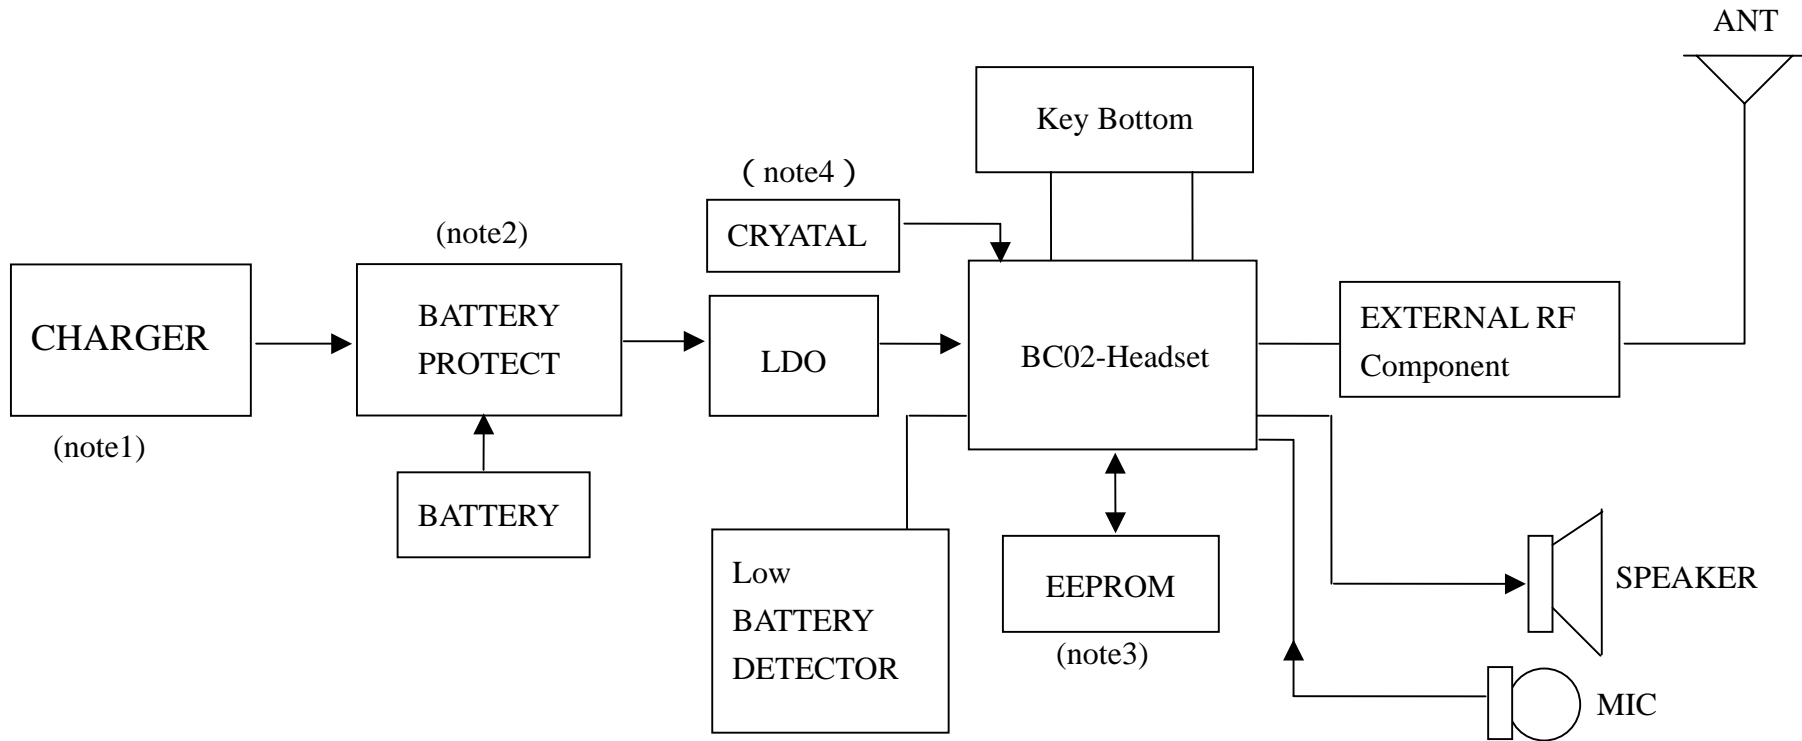 ANT
Key Bottom
( note4 )
CRYATAL
(note2)
CHARGER
(note1)
BATTERY
PROTECT
BATTERY
LDO
BC02-Headset
EXTERNAL RF
Component
Low
BATTERY
DETECTOR
EEPROM
(note3)
SPEAKER
MIC